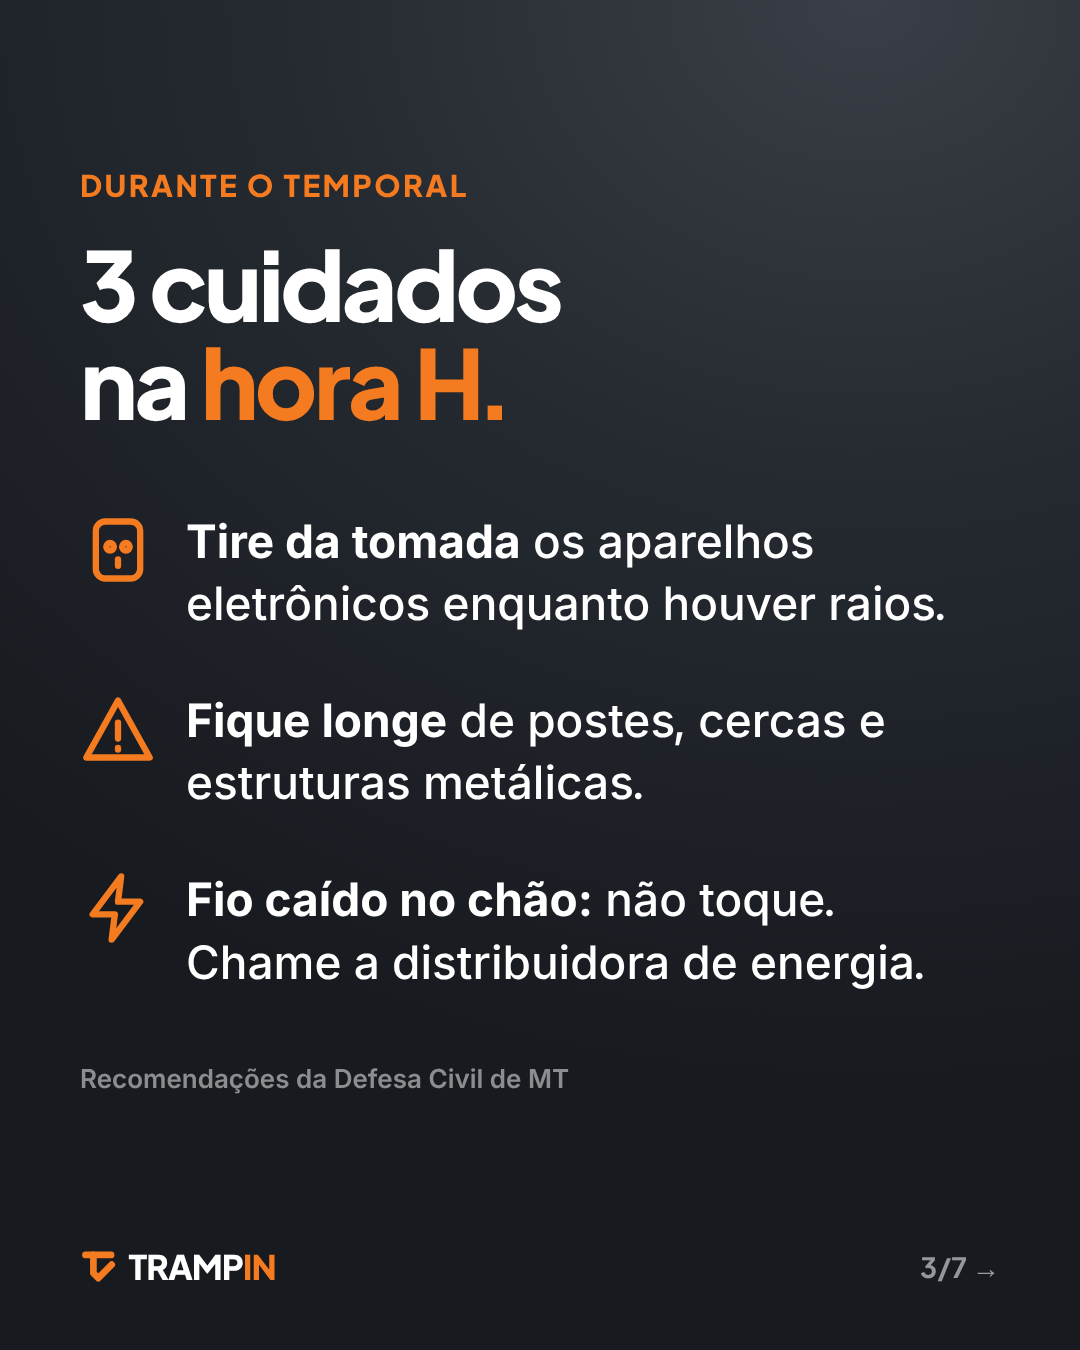 DURANTE O TEMPORAL
3 cuidados
na hora H.
Tire da tomada os aparelhos
eletrônicos enquanto houver raios.
Fique longe de postes, cercas e
estruturas metálicas.
Fio caído no chão: não toque.
Chame a distribuidora de energia.
Recomendações da Defesa Civil de MT
TRAMPIN
3/7 →